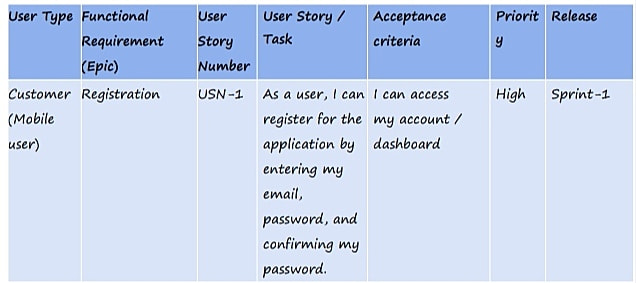 User Type
Functional
Requirement
(Epic)
User
Story
Number
User Story /
Task
Acceptance
criteria
Priorit
y
Release
Customer
(Mobile
user)
Registration
USN-1
As a user, I can
register for the
application by
entering my
email,
password, and
confirming my
password.
I can access
my account /
dashboard
High
Sprint-1